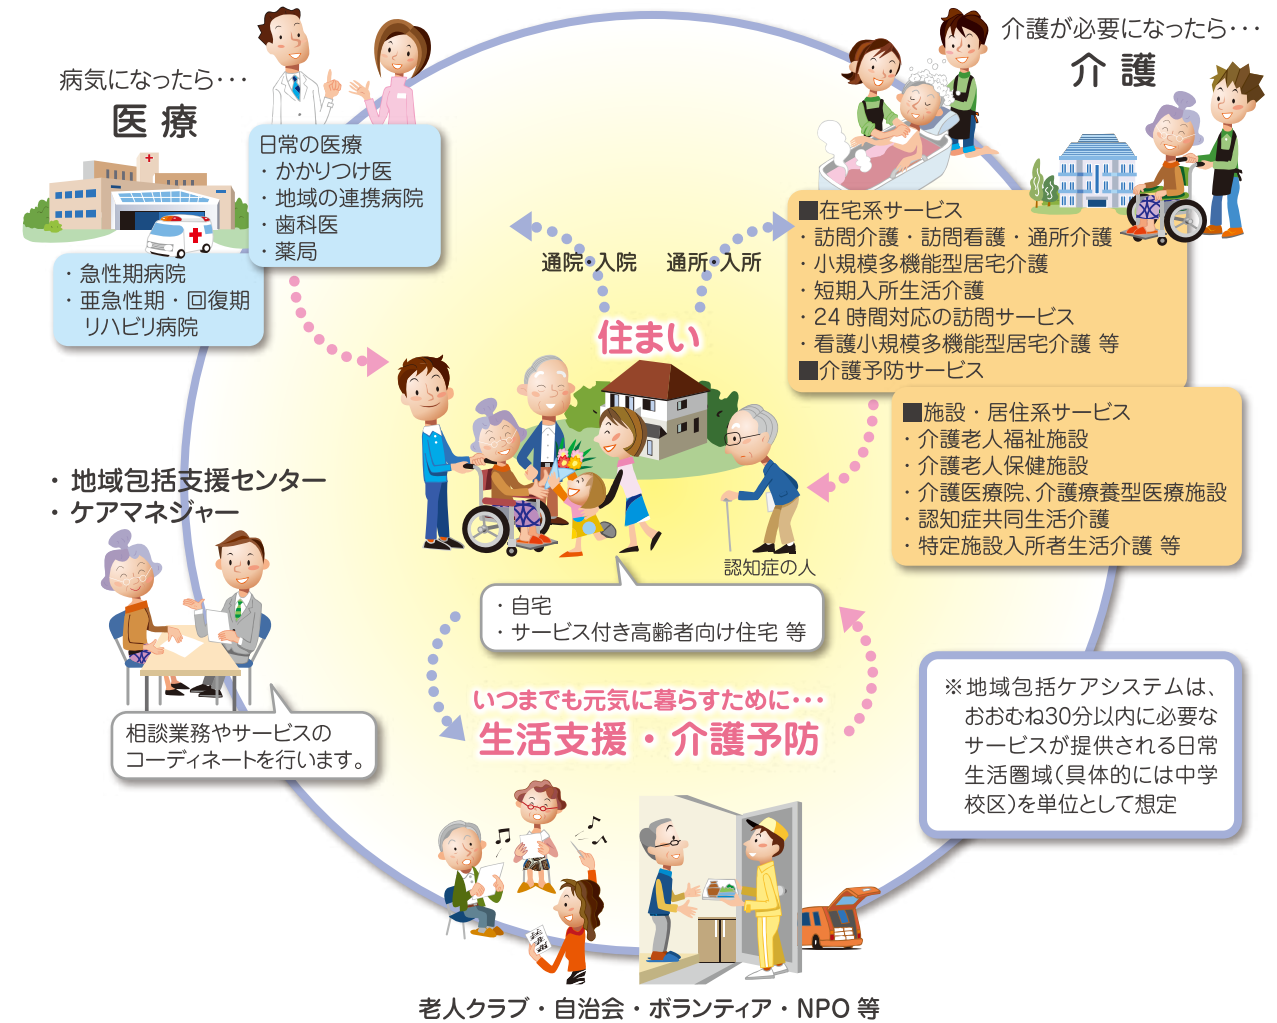 病気になったら・・・
医療
日常の医療
・かかりつけ医
・地域の連携病院
・歯科医
・薬局
・急性期病院
・亜急性期・回復期
リハビリ病院
介護が必要になったら・・・
介護
■在宅系サービス
・訪問介護・訪問看護・通所介護
・小規模多機能型居宅介護
・短期入所生活介護
・24時間対応の訪問サービス
・看護小規模多機能型居宅介護 等
■介護予防サービス
■施設・居住系サービス
・介護老人福祉施設
・介護老人保健施設
・介護医療院、介護療養型医療施設
・認知症共同生活介護
・特定施設入所者生活介護 等
通院・入院
通所・入所
住まい
認知症の人
・自宅
・サービス付き高齢者向け住宅 等
・地域包括支援センター
・ケアマネジャー
相談業務やサービスの
コーディネートを行います。
いつまでも元気に暮らすために・・・
生活支援・介護予防
※地域包括ケアシステムは、
おおむね30分以内に必要な
サービスが提供される日常
生活圏域(具体的には中学
校区)を単位として想定
老人クラブ・自治会・ボランティア・NPO 等